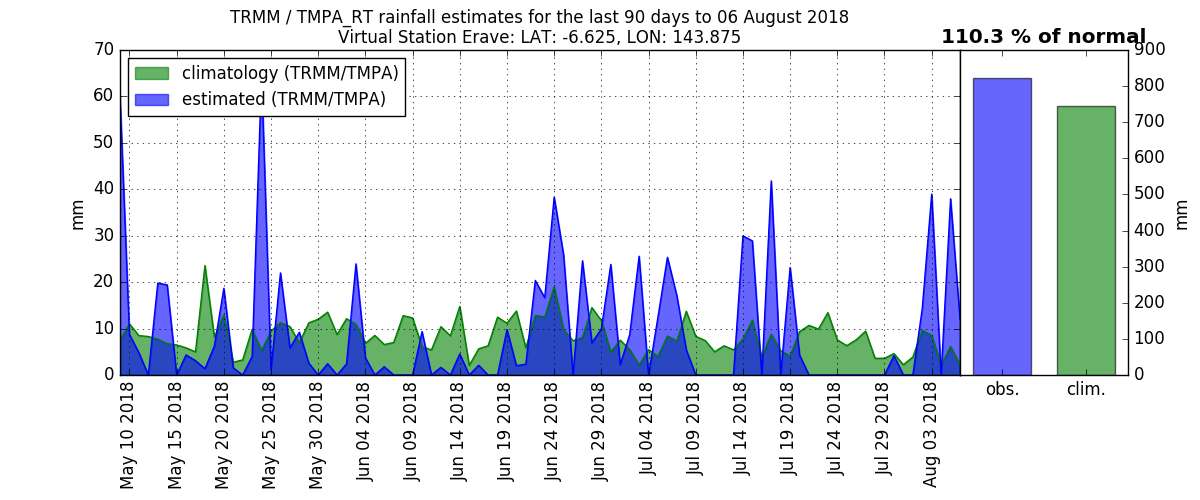 TRMM / TMPA_RT rainfall estimates for the last 90 days to 06 August 2018
Virtual Station Erave: LAT: -6.625, LON: 143.875
110.3 % of normal
climatology (TRMM/TMPA)
estimated (TRMM/TMPA)
70
60
50
40
30
20
10
0
mm
May 10 2018
May 15 2018
May 20 2018
May 25 2018
May 30 2018
Jun 04 2018
Jun 09 2018
Jun 14 2018
Jun 19 2018
Jun 24 2018
Jun 29 2018
Jul 04 2018
Jul 09 2018
Jul 14 2018
Jul 19 2018
Jul 24 2018
Jul 29 2018
Aug 03 2018
obs.
clim.
900
800
700
600
500
400
300
200
100
0
mm